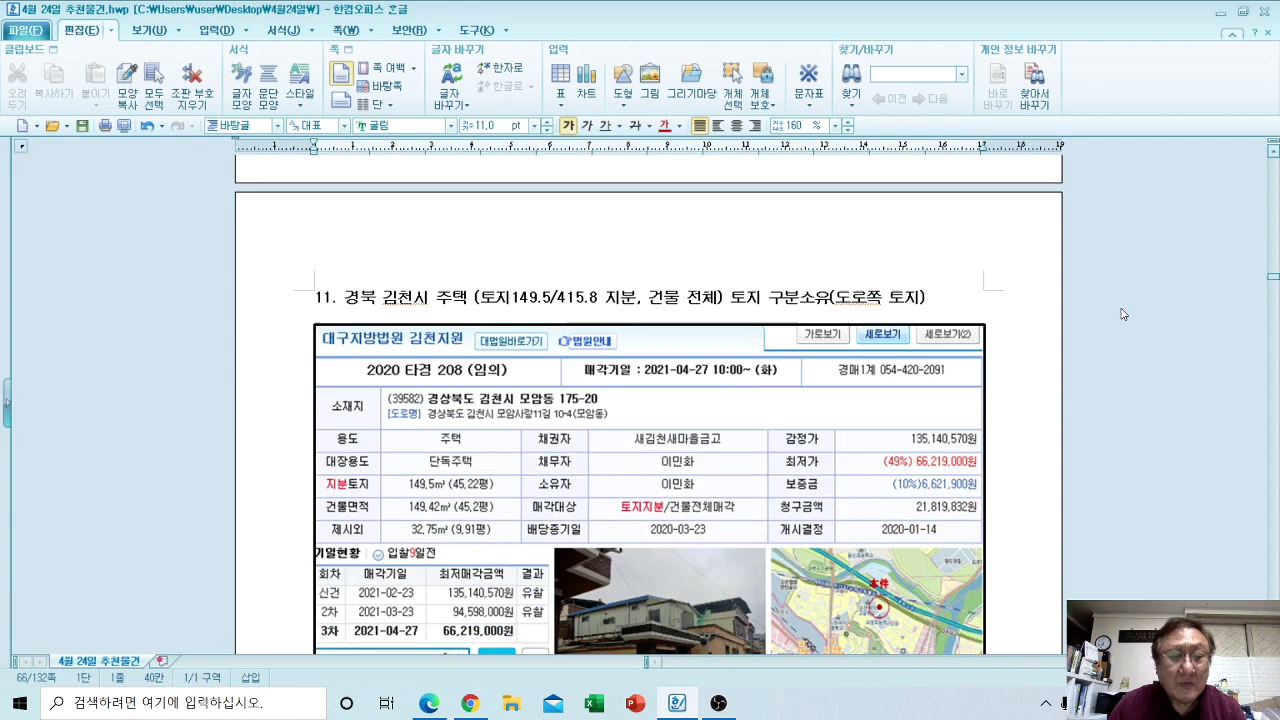 4월 24일 추천물건.hwp [C:₩Users₩user₩Desktop₩4월24일₩] - 한컴오피스 한글
파일(F) 편집(E) 보기(U) 입력(D) 서식(J) 쪽(W) 보안(R) 도구(K)
클립보드 서식 쪽 글자 바꾸기 입력 찾기/바꾸기 개인 정보 바꾸기
오려 두기 복사하기 붙이기 모양 복사 모두 선택 조판 부호 지우기 글자 모양 문단 모양 스타일 쪽 여백 바탕쪽 단 글자 바꾸기 한자로 한글로 표 차트 도형 그림 그리기마당 개체 선택 개체 보호 문자표 찾기 이전 다음 바로 바꾸기 찾아서 바꾸기
바탕글 대표 굴림 11,0 pt 가 가 가 가 가 160 %
1 1 2 3 4 5 6 7 8 9 10 11 12 13 14 15 16 17 18 19
11. 경북 김천시 주택 (토지149.5/415.8 지분, 건물 전체) 토지 구분소유(도로쪽 토지)
대구지방법원 김천지원 대법원바로가기 법원안내 가로보기 세로보기 세로보기(2)
2020 타경 208 (임의) 매각기일 : 2021-04-27 10:00~ (화) 경매1계 054-420-2091
소재지 (39582) 경상북도 김천시 모암동 175-20
[도로명] 경상북도 김천시 모암사랑11길 10-4(모암동)
용도 주택 채권자 새김천새마을금고 감정가 135,140,570원
대장용도 단독주택 채무자 이민화 최저가 (49%) 66,219,000원
지분토지 149.5㎡ (45.22평) 소유자 이민화 보증금 (10%)6,621,900원
건물면적 149.42㎡ (45.2평) 매각대상 토지지분/건물전체매각 청구금액 21,819,832원
제시외 32.75㎡ (9.91평) 배당종기일 2020-03-23 개시결정 2020-01-14
기일현황 입찰9일전
회차 매각기일 최저매각금액 결과
신건 2021-02-23 135,140,570원 유찰
2차 2021-03-23 94,598,000원 유찰
3차 2021-04-27 66,219,000원
本件
4월 24일 추천물건
66/132쪽 1단 1줄 40칸 1/1 구역 삽입
검색하려면 여기에 입력하십시오.